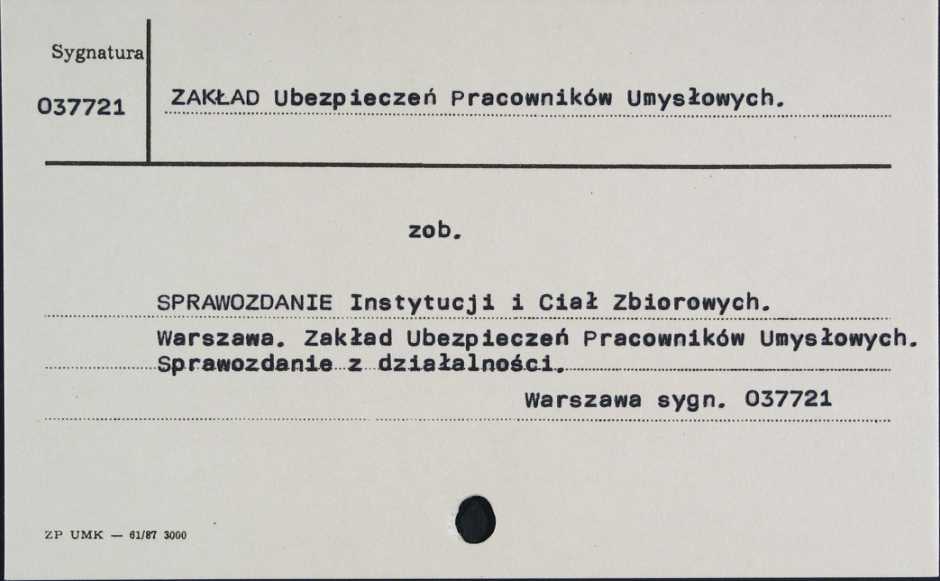 Sygnatura
037721
ZAKŁAD Ubezpieczeń Pracowników Umysłowych.
zob.
SPRAWOZDANIE Instytucji i Ciał Zbiorowych.
Warszawa. Zakład Ubezpieczeń Pracowników Umysłowych.
Sprawozdanie z działalności.
Warszawa sygn. 037721
ZP UMK — 61/87 3000